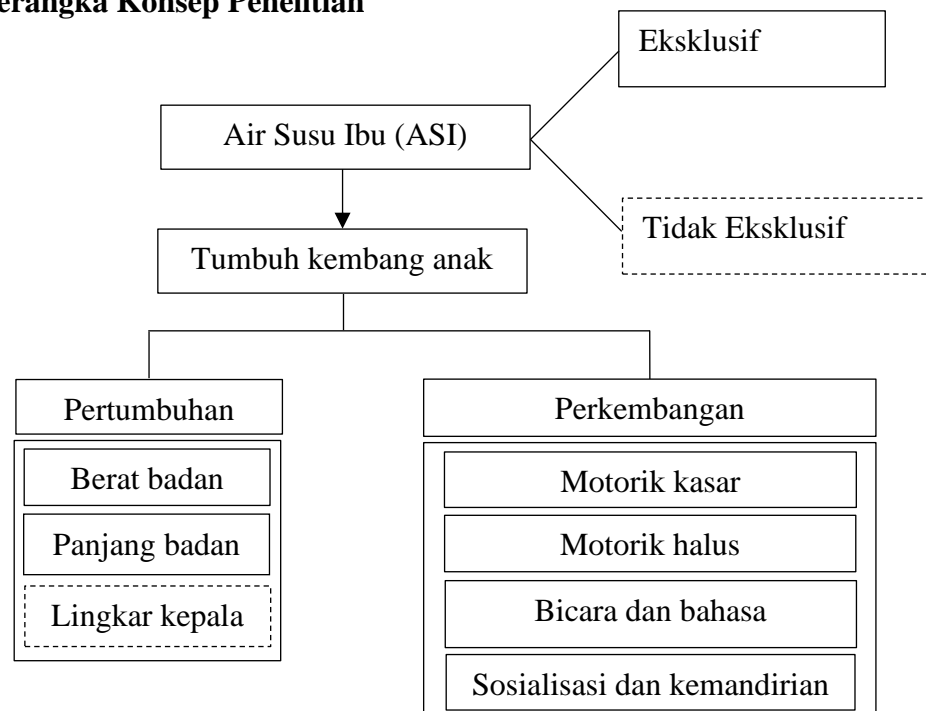 erangka Konsep Penelitian
Eksklusif
Air Susu Ibu (ASI)
Tidak Eksklusif
Tumbuh kembang anak
Pertumbuhan
Perkembangan
Berat badan
Panjang badan
Lingkar kepala
Motorik kasar
Motorik halus
Bicara dan bahasa
Sosialisasi dan kemandirian